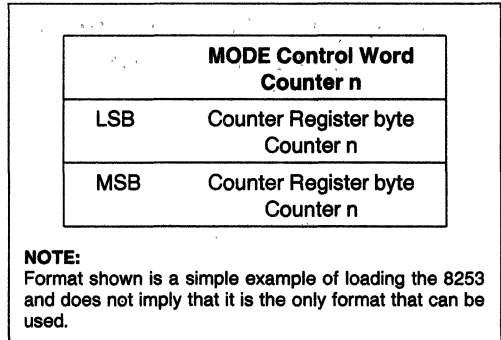 MODE Control Word
Counter n
LSB Counter Register byte
Counter n
MSB Counter Register byte
Counter n
NOTE:
Format shown is a simple example of loading the 8253
and does not imply that it is the only format that can be
used.